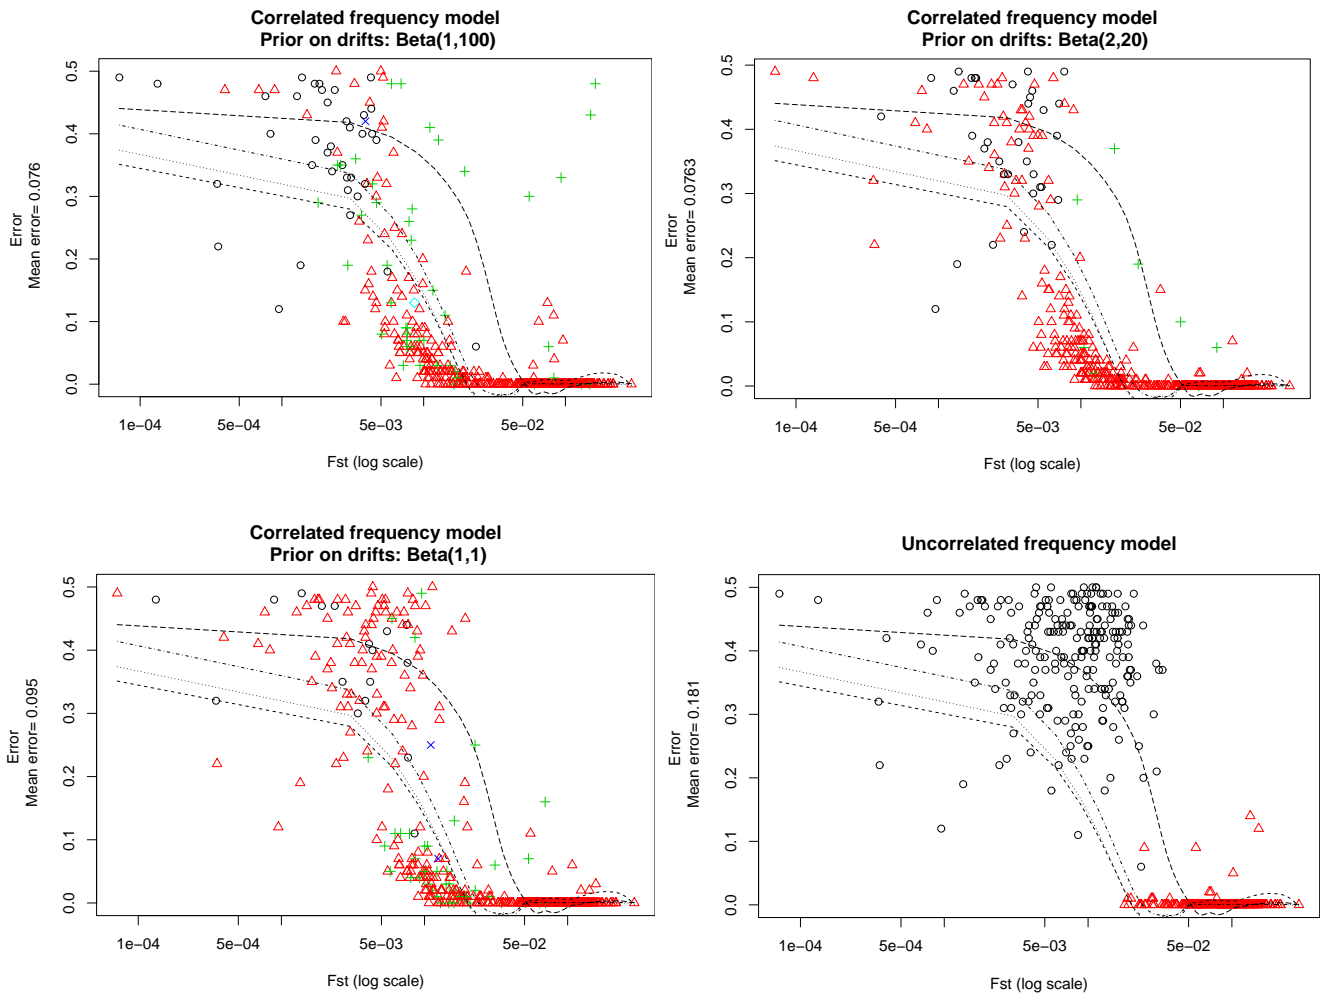 Correlated frequency model
Prior on drifts: Beta(1,100)
Error
Mean error= 0.076
0.5
0.4
0.3
0.2
0.1
0.0
1e−04
5e−04
5e−03
5e−02
Fst (log scale)
Correlated frequency model
Prior on drifts: Beta(2,20)
Error
Mean error= 0.0763
0.5
0.4
0.3
0.2
0.1
0.0
1e−04
5e−04
5e−03
5e−02
Fst (log scale)
Correlated frequency model
Prior on drifts: Beta(1,1)
Error
Mean error= 0.095
0.5
0.4
0.3
0.2
0.1
0.0
1e−04
5e−04
5e−03
5e−02
Fst (log scale)
Uncorrelated frequency model
Error
Mean error= 0.181
0.5
0.4
0.3
0.2
0.1
0.0
1e−04
5e−04
5e−03
5e−02
Fst (log scale)